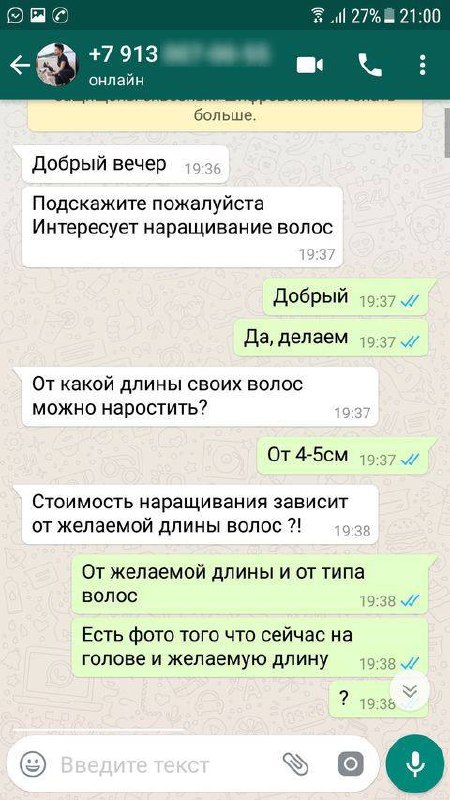 27% 21:00
+7 913
онлайн
больше.
Добрый вечер 19:36
Подскажите пожалуйста
Интересует наращивание волос
19:37
Добрый 19:37
Да, делаем 19:37
От какой длины своих волос
можно наростить? 19:37
От 4-5см 19:37
Стоимость наращивания зависит
от желаемой длины волос ?! 19:38
От желаемой длины и от типа
волос 19:38
Есть фото того что сейчас на
голове и желаемую длину 19:38
? 19:38
Введите текст